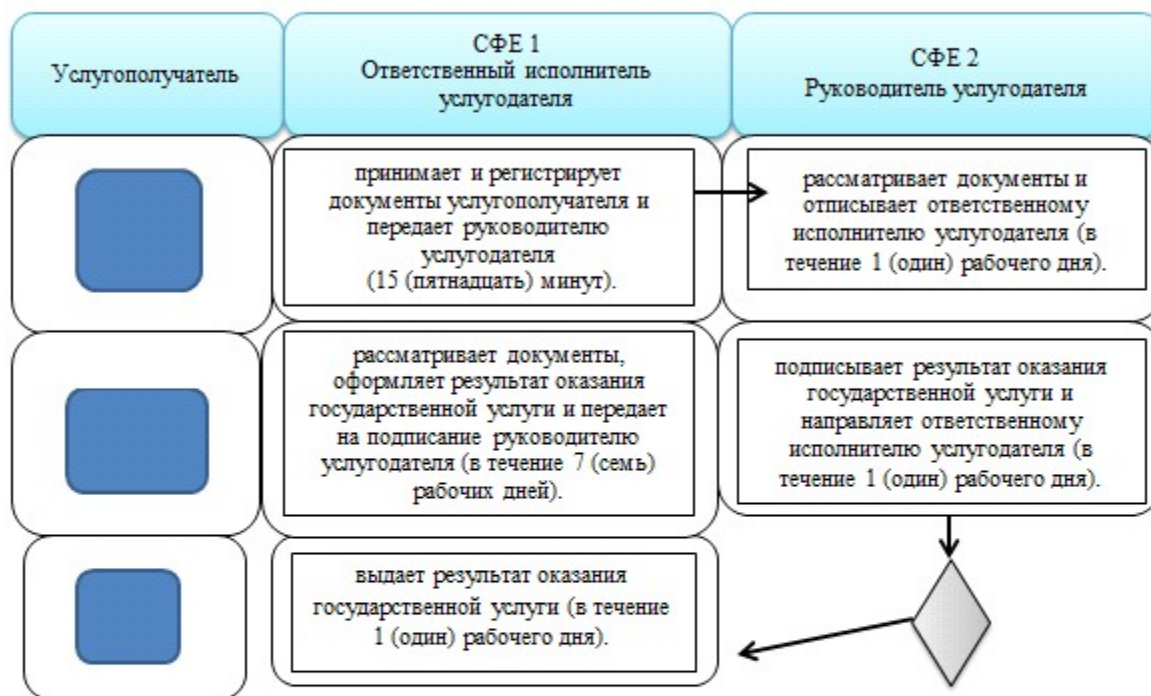 Услугополучатель
СФЕ 1
Ответственный исполнитель
услугодателя
СФЕ 2
Руководитель услугодателя
принимает и регистрирует
документы услугополучателя и
передает руководителю
услугодателя
(15 (пятнадцать) минут).
рассматривает документы и
отписывает ответственному
исполнителю услугодателя (в
течение 1 (один) рабочего дня).
рассматривает документы,
оформляет результат оказания
государственной услуги и передает
на подписание руководителю
услугодателя (в течение 7 (семь)
рабочих дней).
подписывает результат оказания
государственной услуги и
направляет ответственному
исполнителю услугодателя (в
течение 1 (один) рабочего дня).
выдает результат оказания
государственной услуги (в течение
1 (один) рабочего дня).